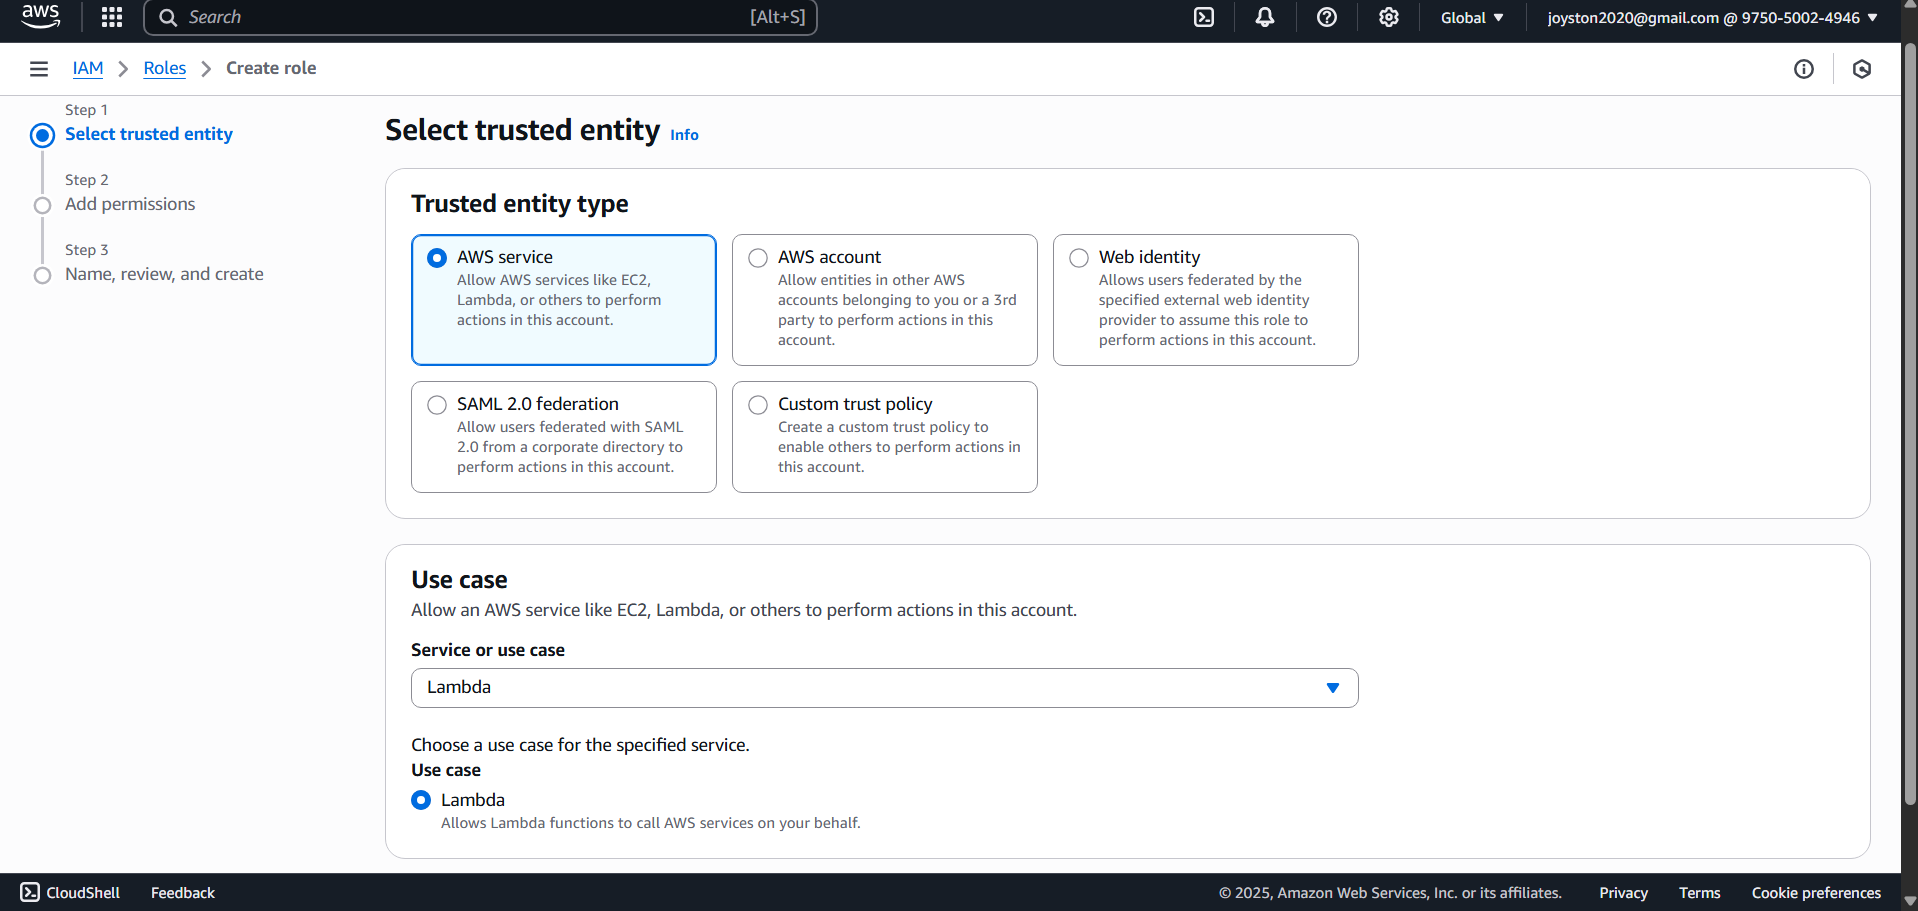 aws
Search
[Alt+S]
Global
joyston2020@gmail.com @ 9750-5002-4946
IAM
Roles
Create role
Step 1
Select trusted entity
Step 2
Add permissions
Step 3
Name, review, and create
Select trusted entity Info
Trusted entity type
AWS service
Allow AWS services like EC2,
Lambda, or others to perform
actions in this account.
AWS account
Allow entities in other AWS
accounts belonging to you or a 3rd
party to perform actions in this
account.
Web identity
Allows users federated by the
specified external web identity
provider to assume this role to
perform actions in this account.
SAML 2.0 federation
Allow users federated with SAML
2.0 from a corporate directory to
perform actions in this account.
Custom trust policy
Create a custom trust policy to
enable others to perform actions in
this account.
Use case
Allow an AWS service like EC2, Lambda, or others to perform actions in this account.
Service or use case
Lambda
Choose a use case for the specified service.
Use case
Lambda
Allows Lambda functions to call AWS services on your behalf.
CloudShell
Feedback
© 2025, Amazon Web Services, Inc. or its affiliates.
Privacy
Terms
Cookie preferences